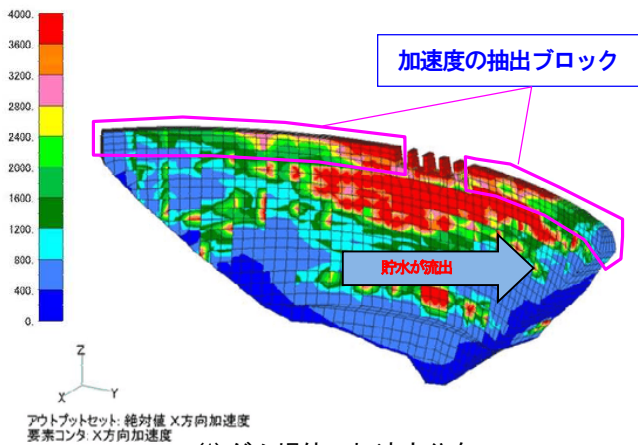 4000.
3600.
3200.
2800.
2400.
2000.
1600.
1200.
800.
400.
0.
加速度の抽出ブロック
貯水が流出
Z
X
Y
アウトプットセット: 絶対値 X方向加速度
要素コンタ: X方向加速度